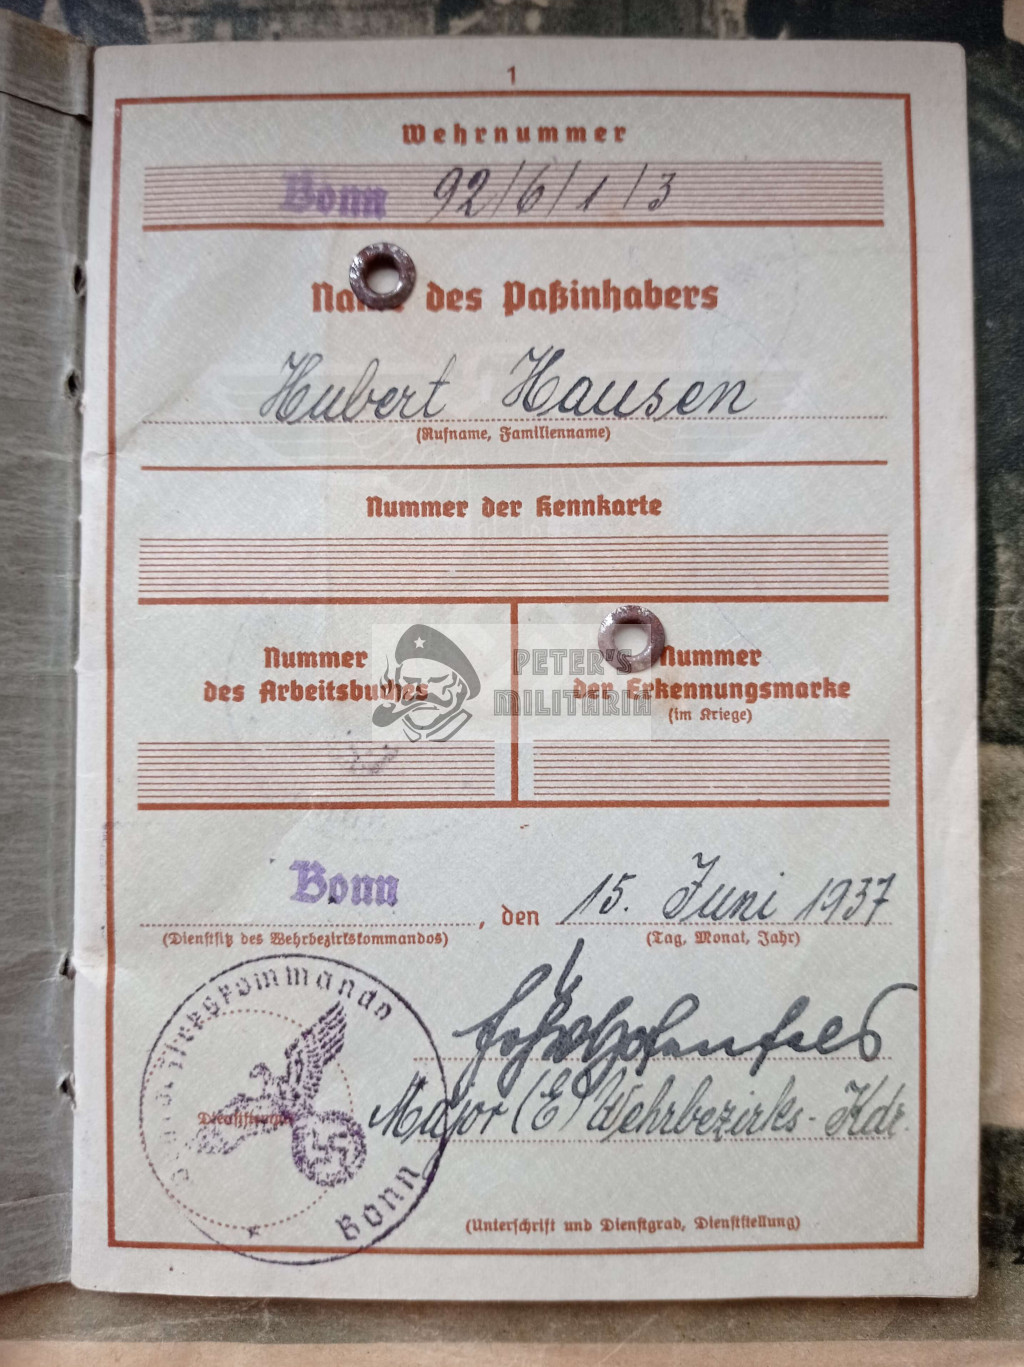 1
Wehrnummer
Bonn 92/6/1/3
Name des Paßinhabers
Hubert Hausen
(Rufname, Familienname)
Nummer der Kennkarte
Nummer
des Arbeitsbuches
Nummer
der Erkennungsmarke
(im Kriege)
PETER'S
MILITARIA
Bonn, den 15. Juni 1937
(Dienstsitz des Wehrbezirkskommandos)
(Tag, Monat, Jahr)
Major (E) Wehrbezirks-Kdr.
Wehrbezirkskommando
Dienststempel
Bonn
(Unterschrift und Dienstgrad, Dienststellung)